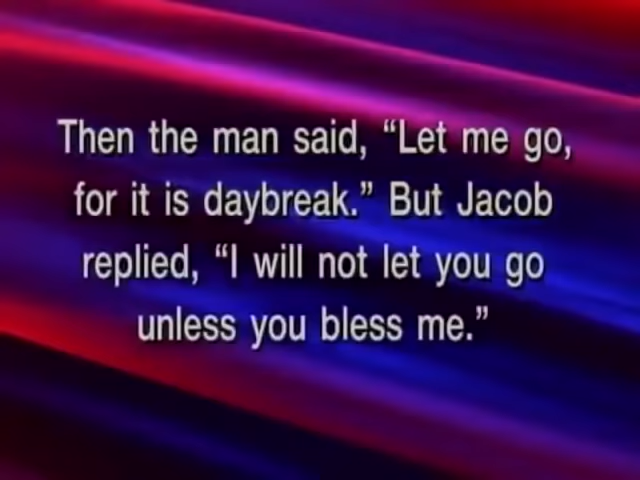 Then the man said, “Let me go,
for it is daybreak.” But Jacob
replied, “I will not let you go
unless you bless me.”